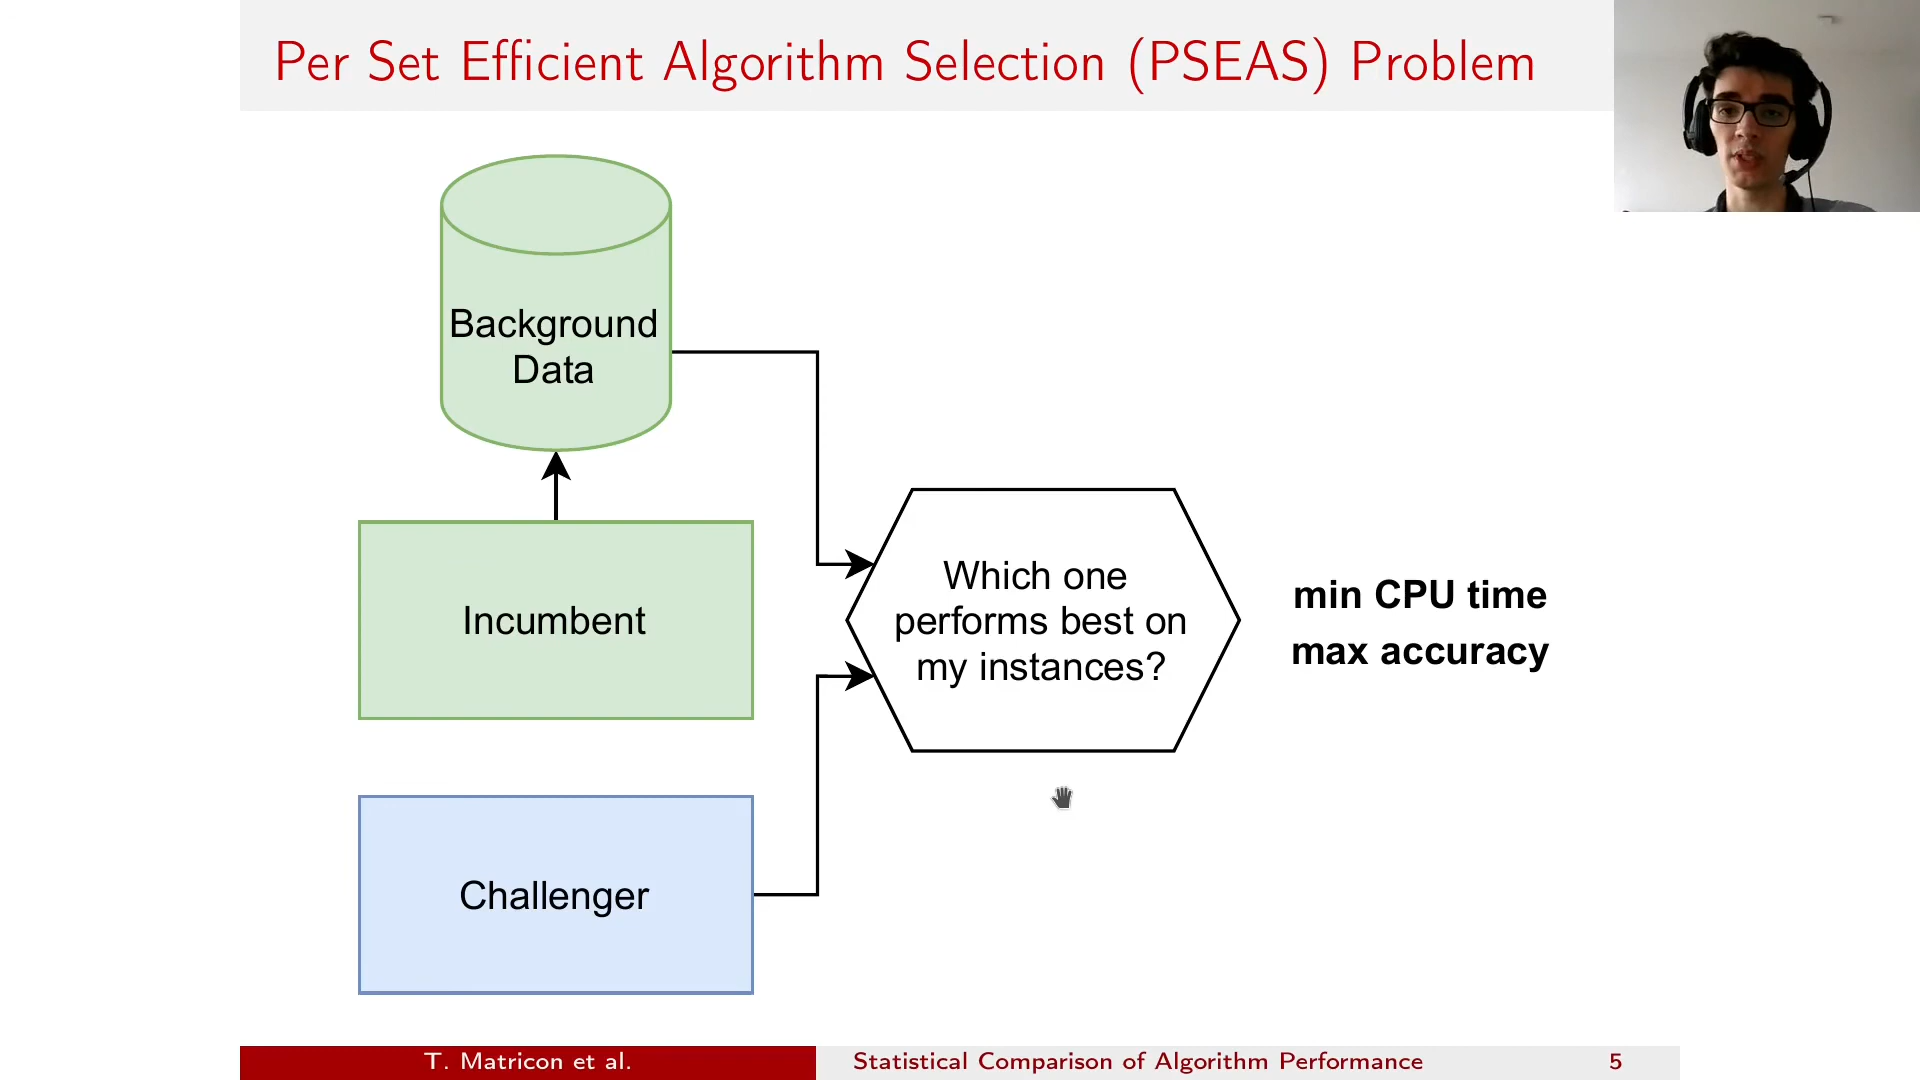 Per Set Efficient Algorithm Selection (PSEAS) Problem
Background
Data
Incumbent
Challenger
Which one
performs best on
my instances?
min CPU time
max accuracy
T. Matricon et al.
Statistical Comparison of Algorithm Performance
5